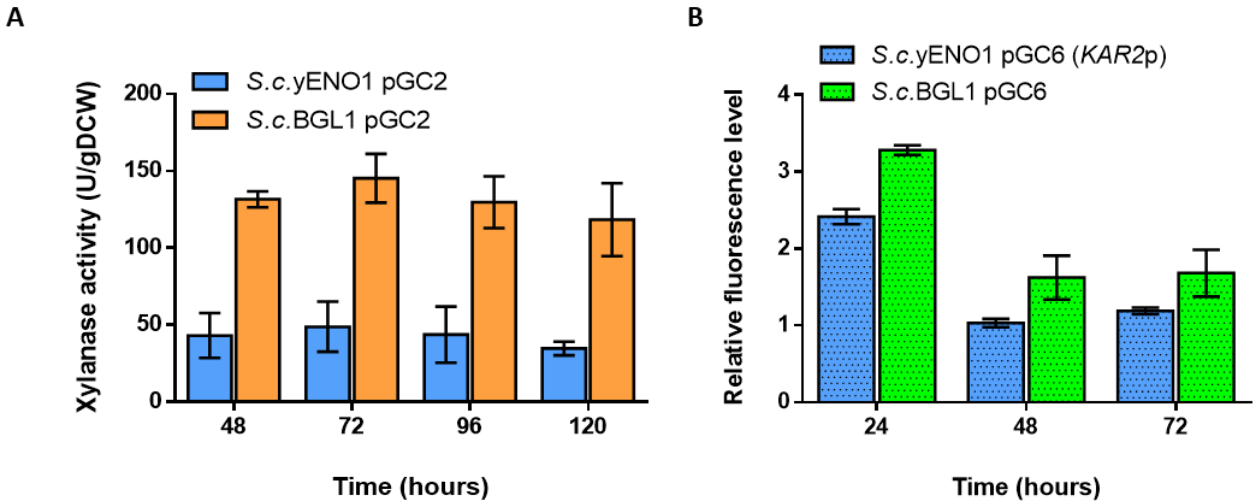 A
S.c.yENO1 pGC2
S.c.BGL1 pGC2
Xylanase activity (U/gDCW)
200
150
100
50
0
48 72 96 120
Time (hours)
B
S.c.yENO1 pGC6 (KAR2p)
S.c.BGL1 pGC6
Relative fluorescence level
4
3
2
1
0
24 48 72
Time (hours)